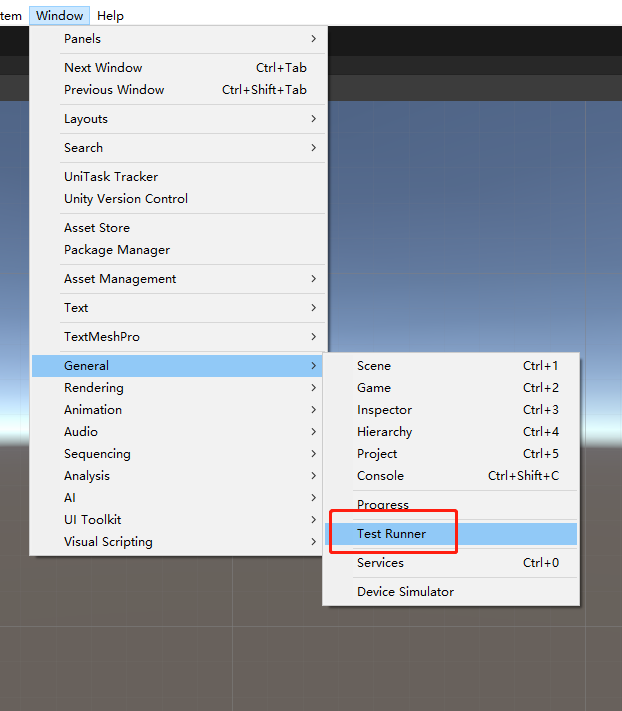 tem Window Help
Panels
Next Window Ctrl+Tab
Previous Window Ctrl+Shift+Tab
Layouts
Search
UniTask Tracker
Unity Version Control
Asset Store
Package Manager
Asset Management
Text
TextMeshPro
General
Rendering
Animation
Audio
Sequencing
Analysis
AI
UI Toolkit
Visual Scripting
Scene Ctrl+1
Game Ctrl+2
Inspector Ctrl+3
Hierarchy Ctrl+4
Project Ctrl+5
Console Ctrl+Shift+C
Progress
Test Runner
Services Ctrl+0
Device Simulator